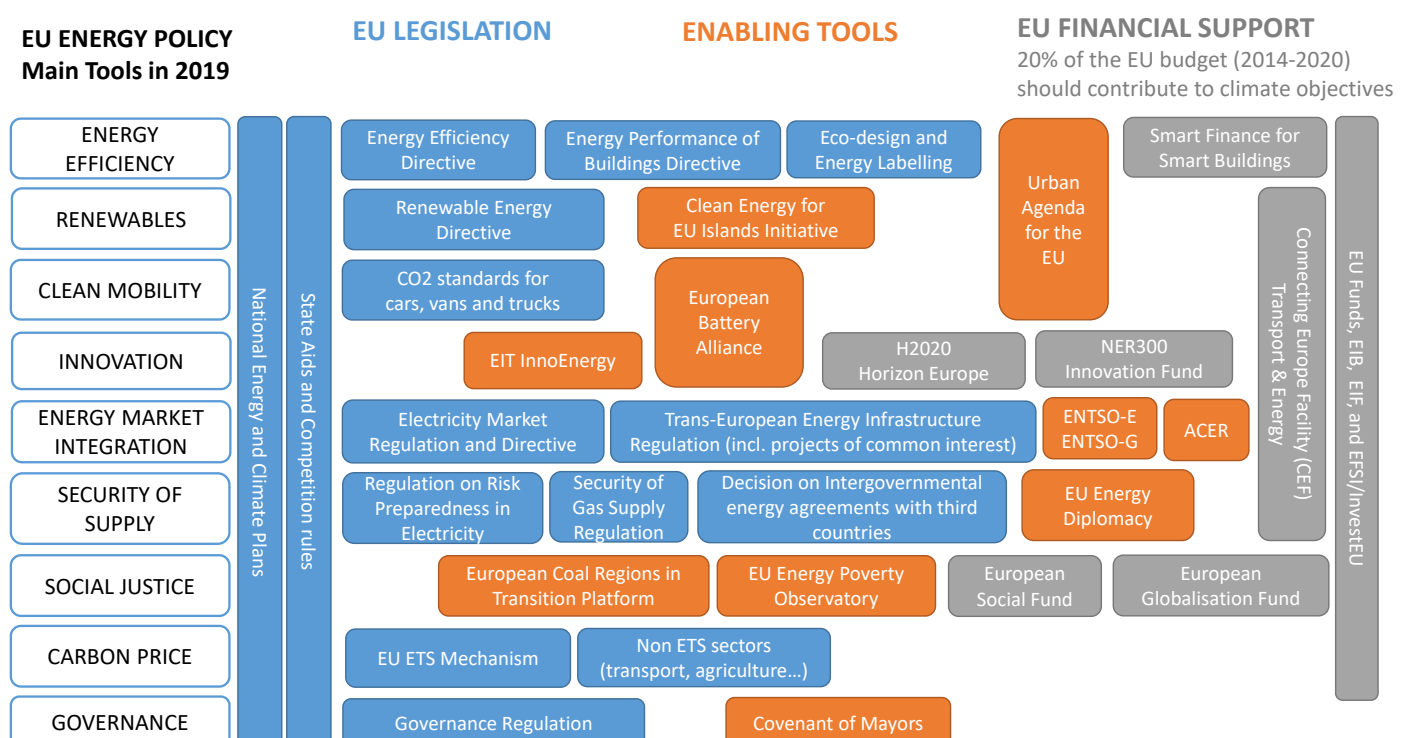 EU ENERGY POLICY
Main Tools in 2019
EU LEGISLATION
ENABLING TOOLS
EU FINANCIAL SUPPORT
20% of the EU budget (2014-2020)
should contribute to climate objectives
ENERGY
EFFICIENCY
RENEWABLES
CLEAN MOBILITY
INNOVATION
ENERGY MARKET
INTEGRATION
SECURITY OF
SUPPLY
SOCIAL JUSTICE
CARBON PRICE
GOVERNANCE
National Energy and Climate Plans
State Aids and Competition rules
Energy Efficiency
Directive
Energy Performance of
Buildings Directive
Eco-design and
Energy Labelling
Urban
Agenda
for the
EU
Smart Finance for
Smart Buildings
Renewable Energy
Directive
Clean Energy for
EU Islands Initiative
CO2 standards for
cars, vans and trucks
European
Battery
Alliance
EIT InnoEnergy
H2020
Horizon Europe
NER300
Innovation Fund
Electricity Market
Regulation and Directive
Trans-European Energy Infrastructure
Regulation (incl. projects of common interest)
ENTSO-E
ENTSO-G
ACER
Regulation on Risk
Preparedness in
Electricity
Security of
Gas Supply
Regulation
Decision on Intergovernmental
energy agreements with third
countries
EU Energy
Diplomacy
European Coal Regions in
Transition Platform
EU Energy Poverty
Observatory
European
Social Fund
European
Globalisation Fund
EU ETS Mechanism
Non ETS sectors
(transport, agriculture…)
Governance Regulation
Covenant of Mayors
Connecting Europe Facility (CEF)
Transport & Energy
EU Funds, EIB, EIF, and EFSI/InvestEU